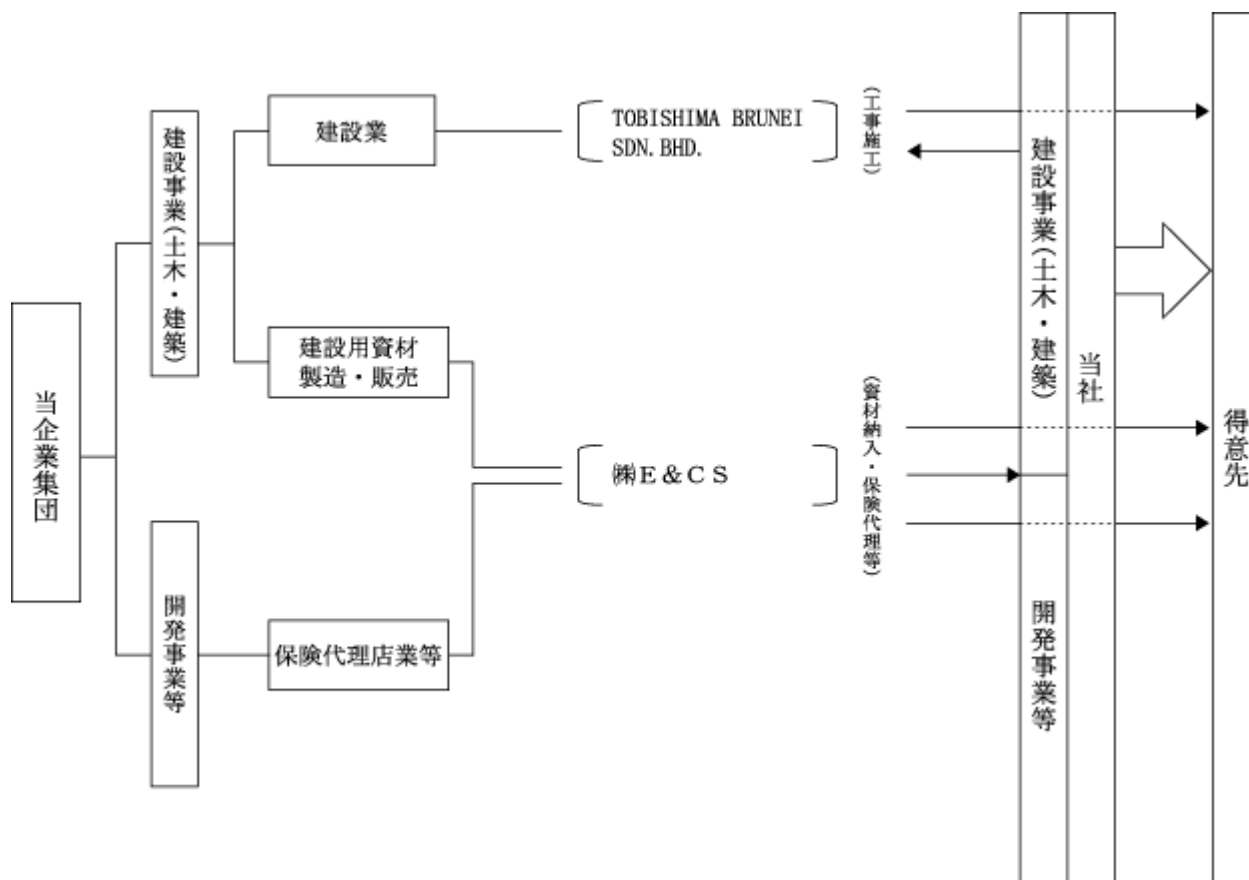 当企業集団
建設事業(土木・建築)
開発事業等
建設業
建設用資材
製造・販売
保険代理店業等
TOBISHIMA BRUNEI
SDN.BHD.
㈱E&CS
(工事施工)
(資材納入・保険代理等)
建設事業(土木・建築)
開発事業等
当社
得意先